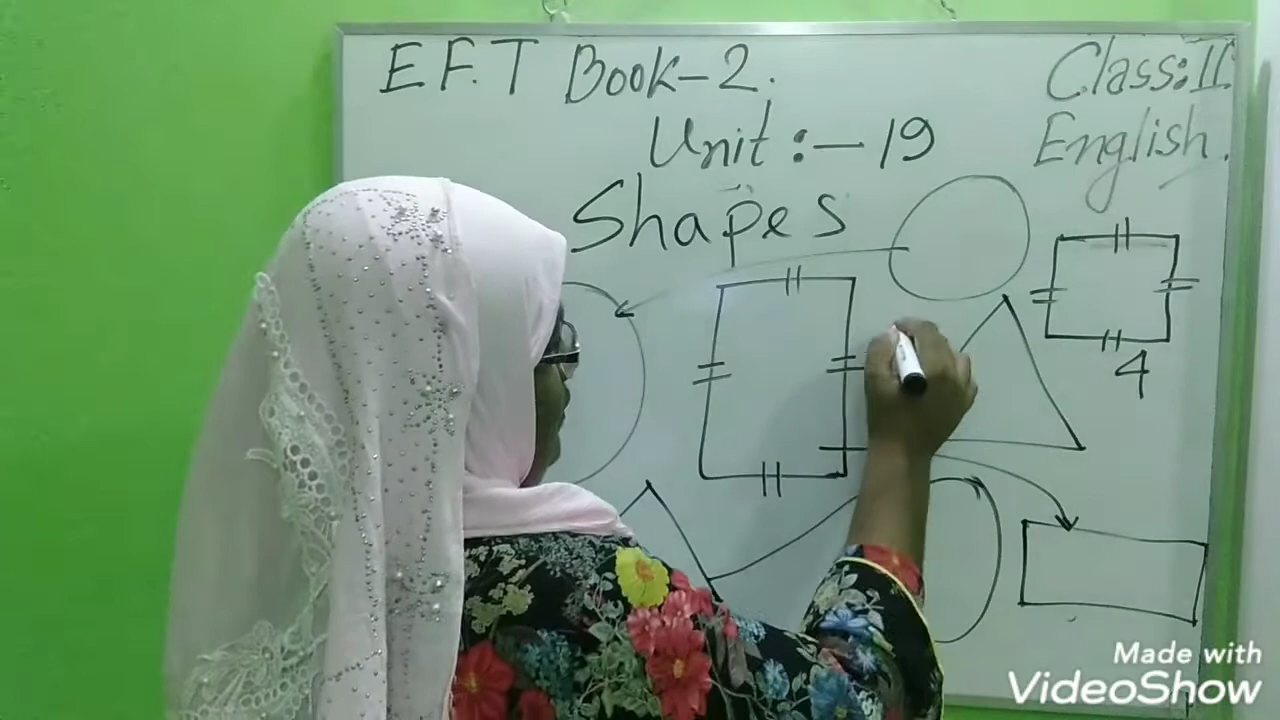 E.F.T Book-2.
Class:II
Unit :- 19
English.
Shapes
4
Made with
VideoShow